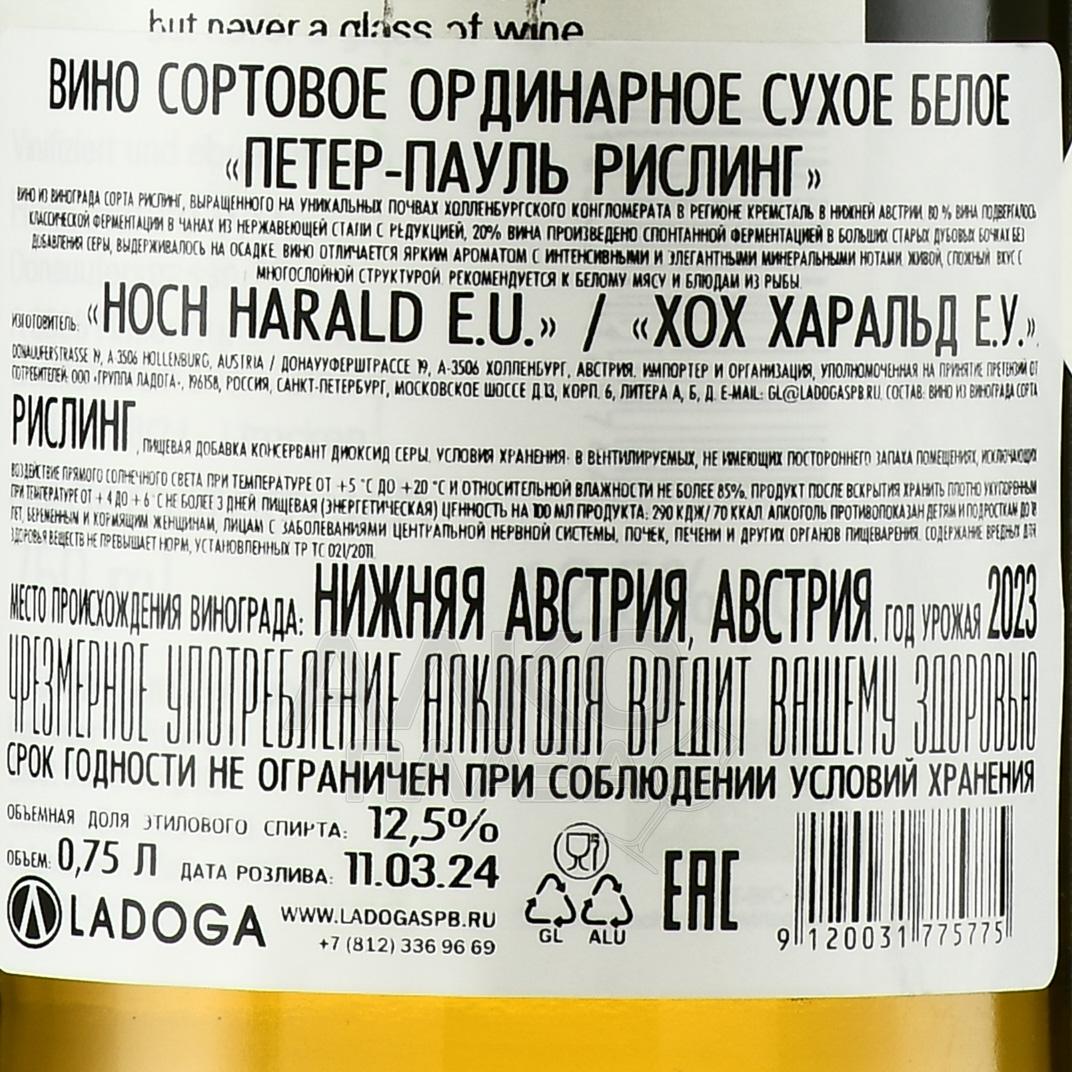 but never a glass of wine
ВИНО СОРТОВОЕ ОРДИНАРНОЕ СУХОЕ БЕЛОЕ
«ПЕТЕР-ПАУЛЬ РИСЛИНГ»
ВИНО ИЗ ВИНОГРАДА СОРТА РИСЛИНГ, ВЫРАЩЕННОГО НА УНИКАЛЬНЫХ ПОЧВАХ ХОЛЛЕНБУРГСКОГО КОНГЛОМЕРАТА В РЕГИОНЕ КРЕМСТАЛЬ В НИЖНЕЙ АВСТРИИ. 80 % ВИНА ПОДВЕРГАЛОСЬ
КЛАССИЧЕСКОЙ ФЕРМЕНТАЦИИ В ЧАНАХ ИЗ НЕРЖАВЕЮЩЕЙ СТАЛИ С РЕДУКЦИЕЙ, 20% ВИНА ПРОИЗВЕДЕНО СПОНТАННОЙ ФЕРМЕНТАЦИЕЙ В БОЛЬШИХ СТАРЫХ ДУБОВЫХ БОЧКАХ БЕЗ
ДОБАВЛЕНИЯ СЕРЫ, ВЫДЕРЖИВАЛОСЬ НА ОСАДКЕ. ВИНО ОТЛИЧАЕТСЯ ЯРКИМ АРОМАТОМ С ИНТЕНСИВНЫМИ И ЭЛЕГАНТНЫМИ МИНЕРАЛЬНЫМИ НОТАМИ. ЖИВОЙ, СЛОЖНЫЙ ВКУС С
МНОГОСЛОЙНОЙ СТРУКТУРОЙ. РЕКОМЕНДУЕТСЯ К БЕЛОМУ МЯСУ И БЛЮДАМ ИЗ РЫБЫ.
ИЗГОТОВИТЕЛЬ: «HOCH HARALD E.U.» / «ХОХ ХАРАЛЬД Е.У.»,
DONAUUFERSTRASSE 19, A-3506 HOLLENBURG, AUSTRIA / ДОНАУУФЕРШТРАССЕ 19, А-3506 ХОЛЛЕНБУРГ, АВСТРИЯ. ИМПОРТЕР И ОРГАНИЗАЦИЯ, УПОЛНОМОЧЕННАЯ НА ПРИНЯТИЕ ПРЕТЕНЗИЙ ОТ
ПОТРЕБИТЕЛЕЙ: ООО «ГРУППА ЛАДОГА», 196158, РОССИЯ, САНКТ-ПЕТЕРБУРГ, МОСКОВСКОЕ ШОССЕ Д.13, КОРП. 6, ЛИТЕРА А, Б, Д. E-MAIL: GL@LADOGASPB.RU. СОСТАВ: ВИНО ИЗ ВИНОГРАДА СОРТА
РИСЛИНГ, ПИЩЕВАЯ ДОБАВКА КОНСЕРВАНТ ДИОКСИД СЕРЫ. УСЛОВИЯ ХРАНЕНИЯ: В ВЕНТИЛИРУЕМЫХ, НЕ ИМЕЮЩИХ ПОСТОРОННЕГО ЗАПАХА ПОМЕЩЕНИЯХ, ИСКЛЮЧАЮЩИХ
ВОЗДЕЙСТВИЕ ПРЯМОГО СОЛНЕЧНОГО СВЕТА ПРИ ТЕМПЕРАТУРЕ ОТ +5 °С ДО +20 °С И ОТНОСИТЕЛЬНОЙ ВЛАЖНОСТИ НЕ БОЛЕЕ 85%. ПРОДУКТ ПОСЛЕ ВСКРЫТИЯ ХРАНИТЬ ПЛОТНО УКУПОРЕННЫМ
ПРИ ТЕМПЕРАТУРЕ ОТ + 4 ДО + 6 °С НЕ БОЛЕЕ 3 ДНЕЙ. ПИЩЕВАЯ (ЭНЕРГЕТИЧЕСКАЯ) ЦЕННОСТЬ НА 100 МЛ ПРОДУКТА: 290 КДЖ/ 70 ККАЛ. АЛКОГОЛЬ ПРОТИВОПОКАЗАН ДЕТЯМ И ПОДРОСТКАМ ДО 18
ЛЕТ, БЕРЕМЕННЫМ И КОРМЯЩИМ ЖЕНЩИНАМ, ЛИЦАМ С ЗАБОЛЕВАНИЯМИ ЦЕНТРАЛЬНОЙ НЕРВНОЙ СИСТЕМЫ, ПОЧЕК, ПЕЧЕНИ И ДРУГИХ ОРГАНОВ ПИЩЕВАРЕНИЯ. СОДЕРЖАНИЕ ВРЕДНЫХ ДЛЯ
ЗДОРОВЬЯ ВЕЩЕСТВ НЕ ПРЕВЫШАЕТ НОРМ, УСТАНОВЛЕННЫХ ТР ТС 021/2011.
МЕСТО ПРОИСХОЖДЕНИЯ ВИНОГРАДА: НИЖНЯЯ АВСТРИЯ, АВСТРИЯ. ГОД УРОЖАЯ 2023
ЧРЕЗМЕРНОЕ УПОТРЕБЛЕНИЕ АЛКОГОЛЯ ВРЕДИТ ВАШЕМУ ЗДОРОВЬЮ
СРОК ГОДНОСТИ НЕ ОГРАНИЧЕН ПРИ СОБЛЮДЕНИИ УСЛОВИЙ ХРАНЕНИЯ
ОБЪЕМНАЯ ДОЛЯ ЭТИЛОВОГО СПИРТА: 12,5%
ОБЪЕМ: 0,75 Л ДАТА РОЗЛИВА: 11.03.24
LADOGA WWW.LADOGASPB.RU
+7 (812) 336 96 69
GL ALU
EAC
9 120031 775775